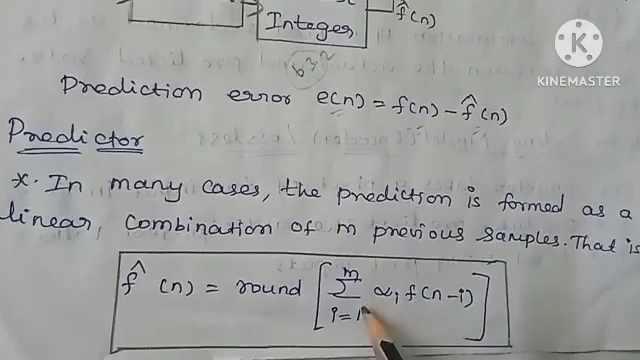 f̂(n)
Integer
KINEMASTER
Prediction error e(n) = f(n) - f̂(n)
Predictor
*. In many cases, the prediction is formed as a
linear, combination of m previous samples. That is
f̂ (n) = round [ m Σ i=1 αi f(n-i) ]